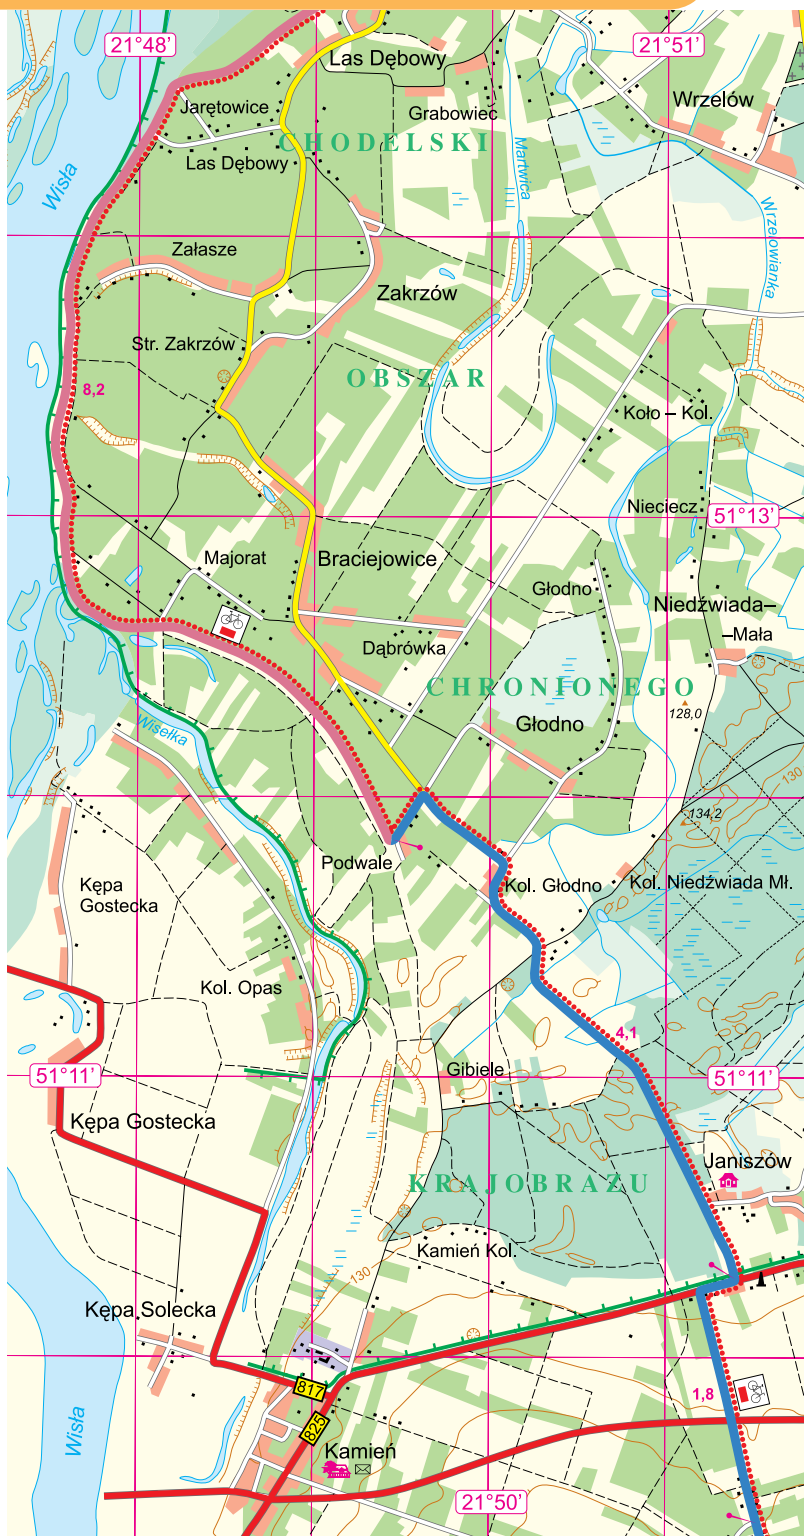 21°48'
21°51'
Las Dębowy
Jarętowice
Grabowiec
Wrzelów
CHODELSKI
Las Dębowy
Martwica
Wisła
Wrzelowianka
Załasze
Zakrzów
Str. Zakrzów
OBSZAR
8,2
Koło – Kol.
Nieciecz
51°13'
Majorat
Braciejowice
Głodno
Niedźwiada–
–Mała
Dąbrówka
CHRONIONEGO
128,0
Głodno
Wisełka
130
134,2
Podwale
Kępa
Gostecka
Kol. Głodno
Kol. Niedźwiada Mł.
Kol. Opas
4,1
51°11'
Gibiele
51°11'
Kępa Gostecka
Janiszów
KRAJOBRAZU
Kamień Kol.
130
Kępa Solecka
817
1,8
825
Wisła
Kamień
21°50'